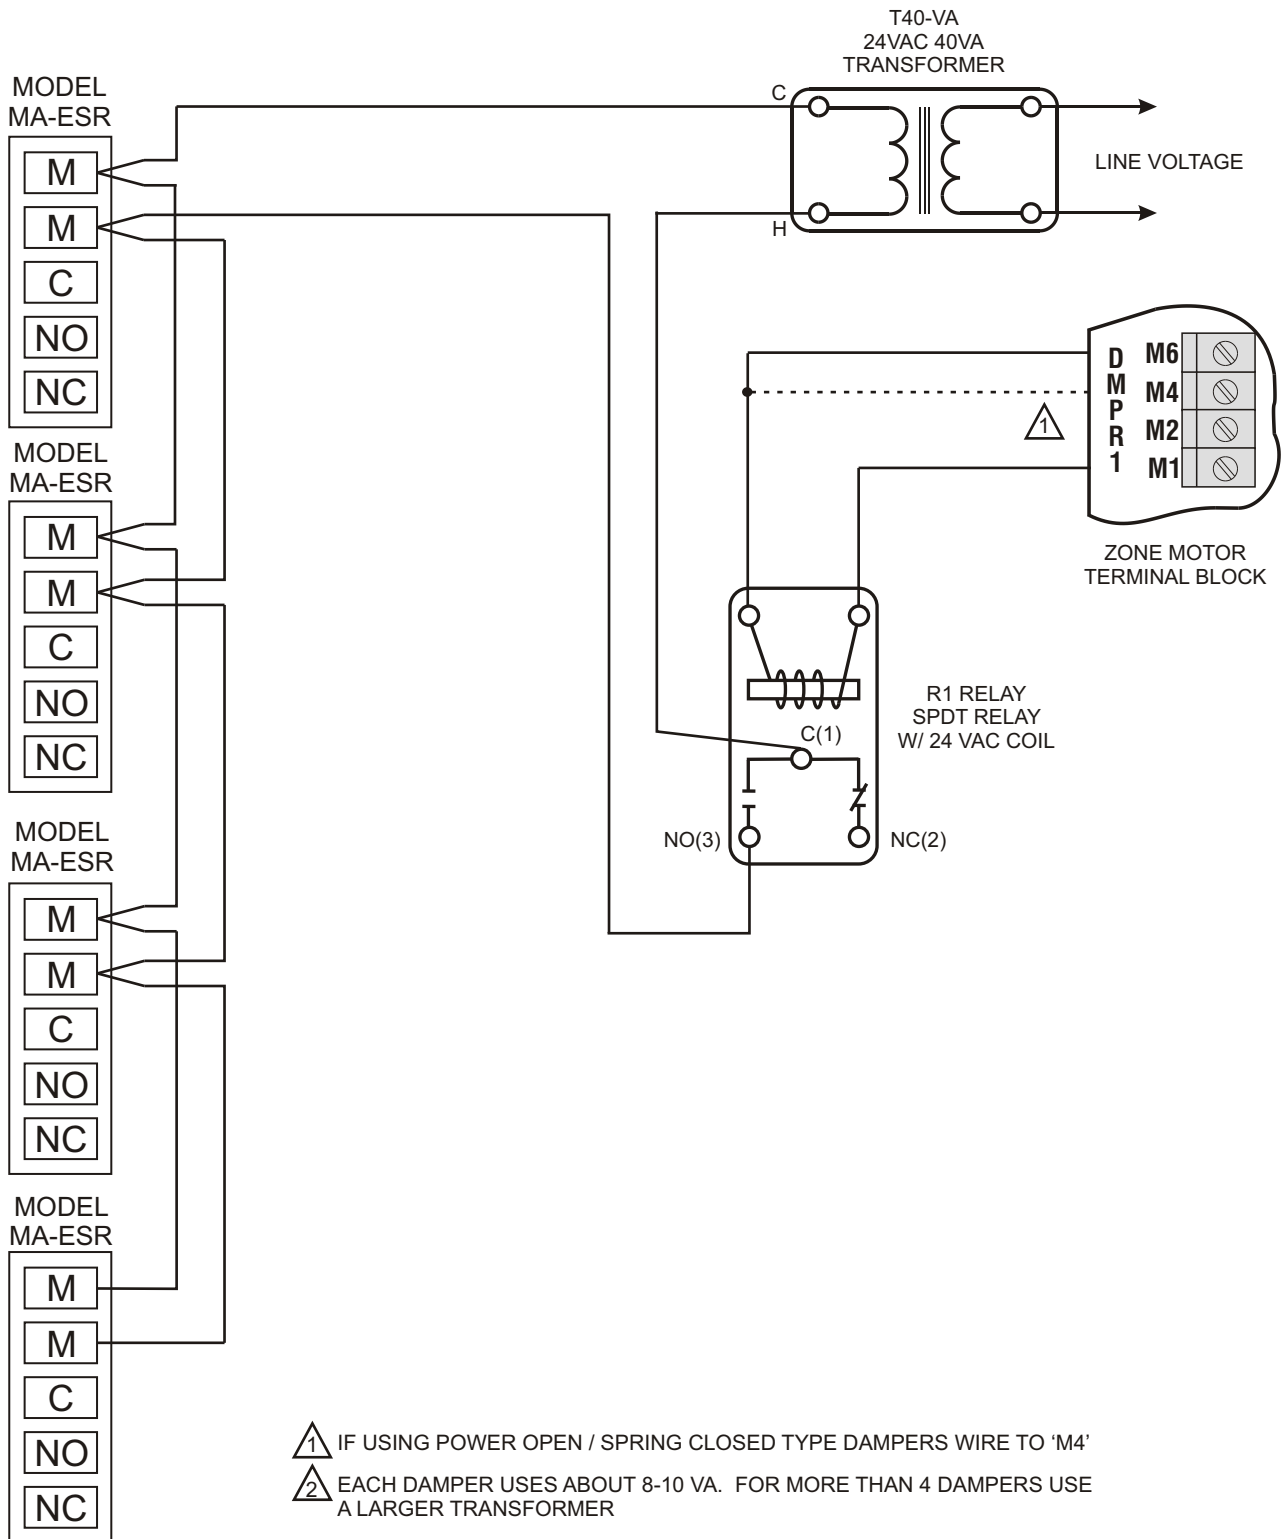 T40-VA
24VAC 40VA
TRANSFORMER
C
H
LINE VOLTAGE
MODEL
MA-ESR
M
M
C
NO
NC
MODEL
MA-ESR
M
M
C
NO
NC
MODEL
MA-ESR
M
M
C
NO
NC
MODEL
MA-ESR
M
M
C
NO
NC
DMPR1
M6
M4
M2
M1
1
ZONE MOTOR
TERMINAL BLOCK
R1 RELAY
SPDT RELAY
W/ 24 VAC COIL
C(1)
NO(3)
NC(2)
1 IF USING POWER OPEN / SPRING CLOSED TYPE DAMPERS WIRE TO ‘M4’
2 EACH DAMPER USES ABOUT 8-10 VA. FOR MORE THAN 4 DAMPERS USE
A LARGER TRANSFORMER